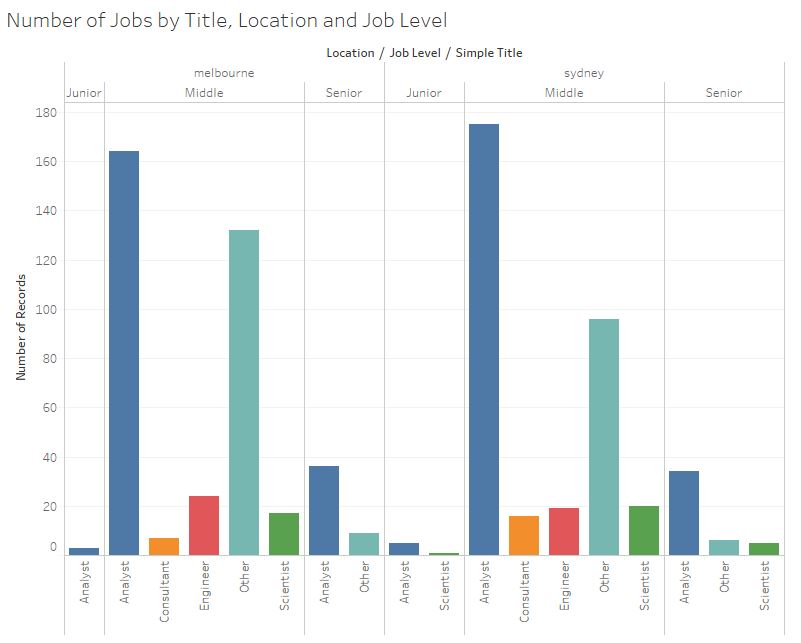 Number of Jobs by Title, Location and Job Level
Location / Job Level / Simple Title
melbourne sydney
Junior Middle Senior Junior Middle Senior
180
160
140
120
100
80
60
40
20
0
Number of Records
Analyst Analyst Consultant Engineer Other Scientist Analyst Other Analyst Scientist Analyst Consultant Engineer Other Scientist Analyst Other Scientist